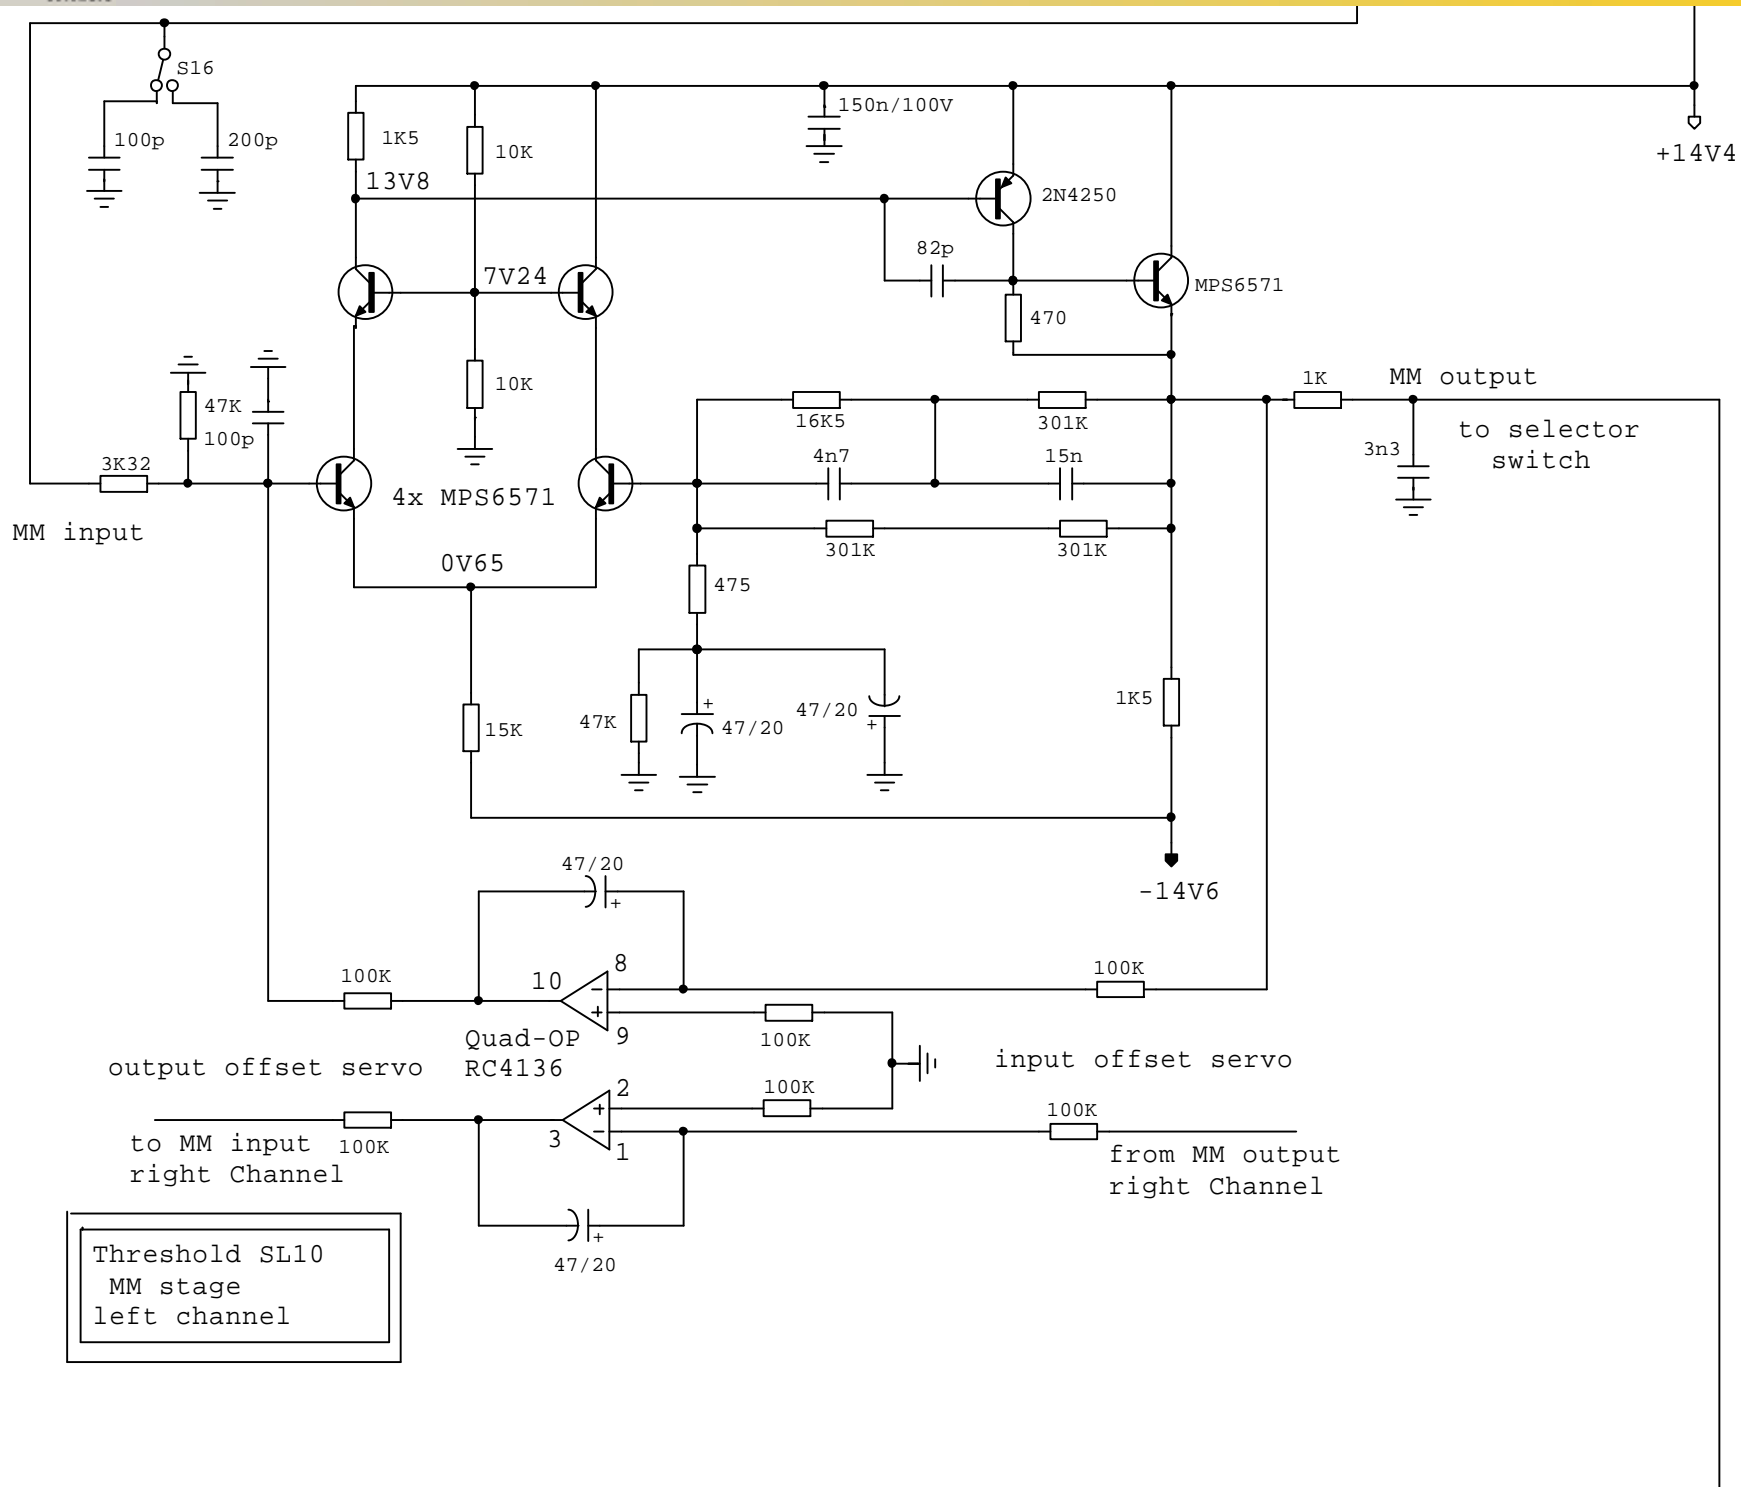 S16
150n/100V
100p
200p
1K5
10K
+14V4
13V8
2N4250
82p
7V24
MPS6571
470
10K
1K
MM output
47K
100p
16K5
301K
to selector
switch
3K32
4n7
15n
3n3
4x MPS6571
MM input
301K
301K
0V65
475
1K5
47K
+
47/20
47/20
+
15K
47/20
+
-14V6
100K
10
8
-
+
9
100K
100K
Quad-OP
RC4136
output offset servo
input offset servo
2
+
-
3
1
100K
100K
100K
to MM input
right Channel
from MM output
right Channel
+
47/20
Threshold SL10
MM stage
left channel